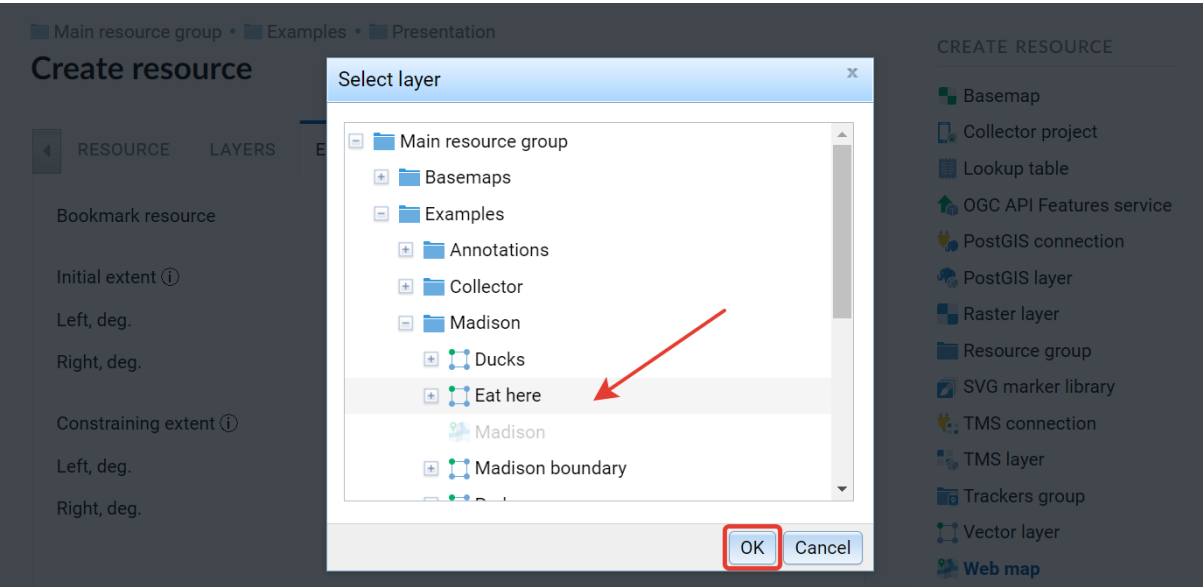 Main resource group • Examples • Presentation
Create resource
RESOURCE LAYERS E
Bookmark resource
Initial extent
Left, deg.
Right, deg.
Constraining extent
Left, deg.
Right, deg.
Select layer
x
Main resource group
Basemaps
Examples
Annotations
Collector
Madison
Ducks
Eat here
Madison
Madison boundary
OK Cancel
CREATE RESOURCE
Basemap
Collector project
Lookup table
OGC API Features service
PostGIS connection
PostGIS layer
Raster layer
Resource group
SVG marker library
TMS connection
TMS layer
Trackers group
Vector layer
Web map